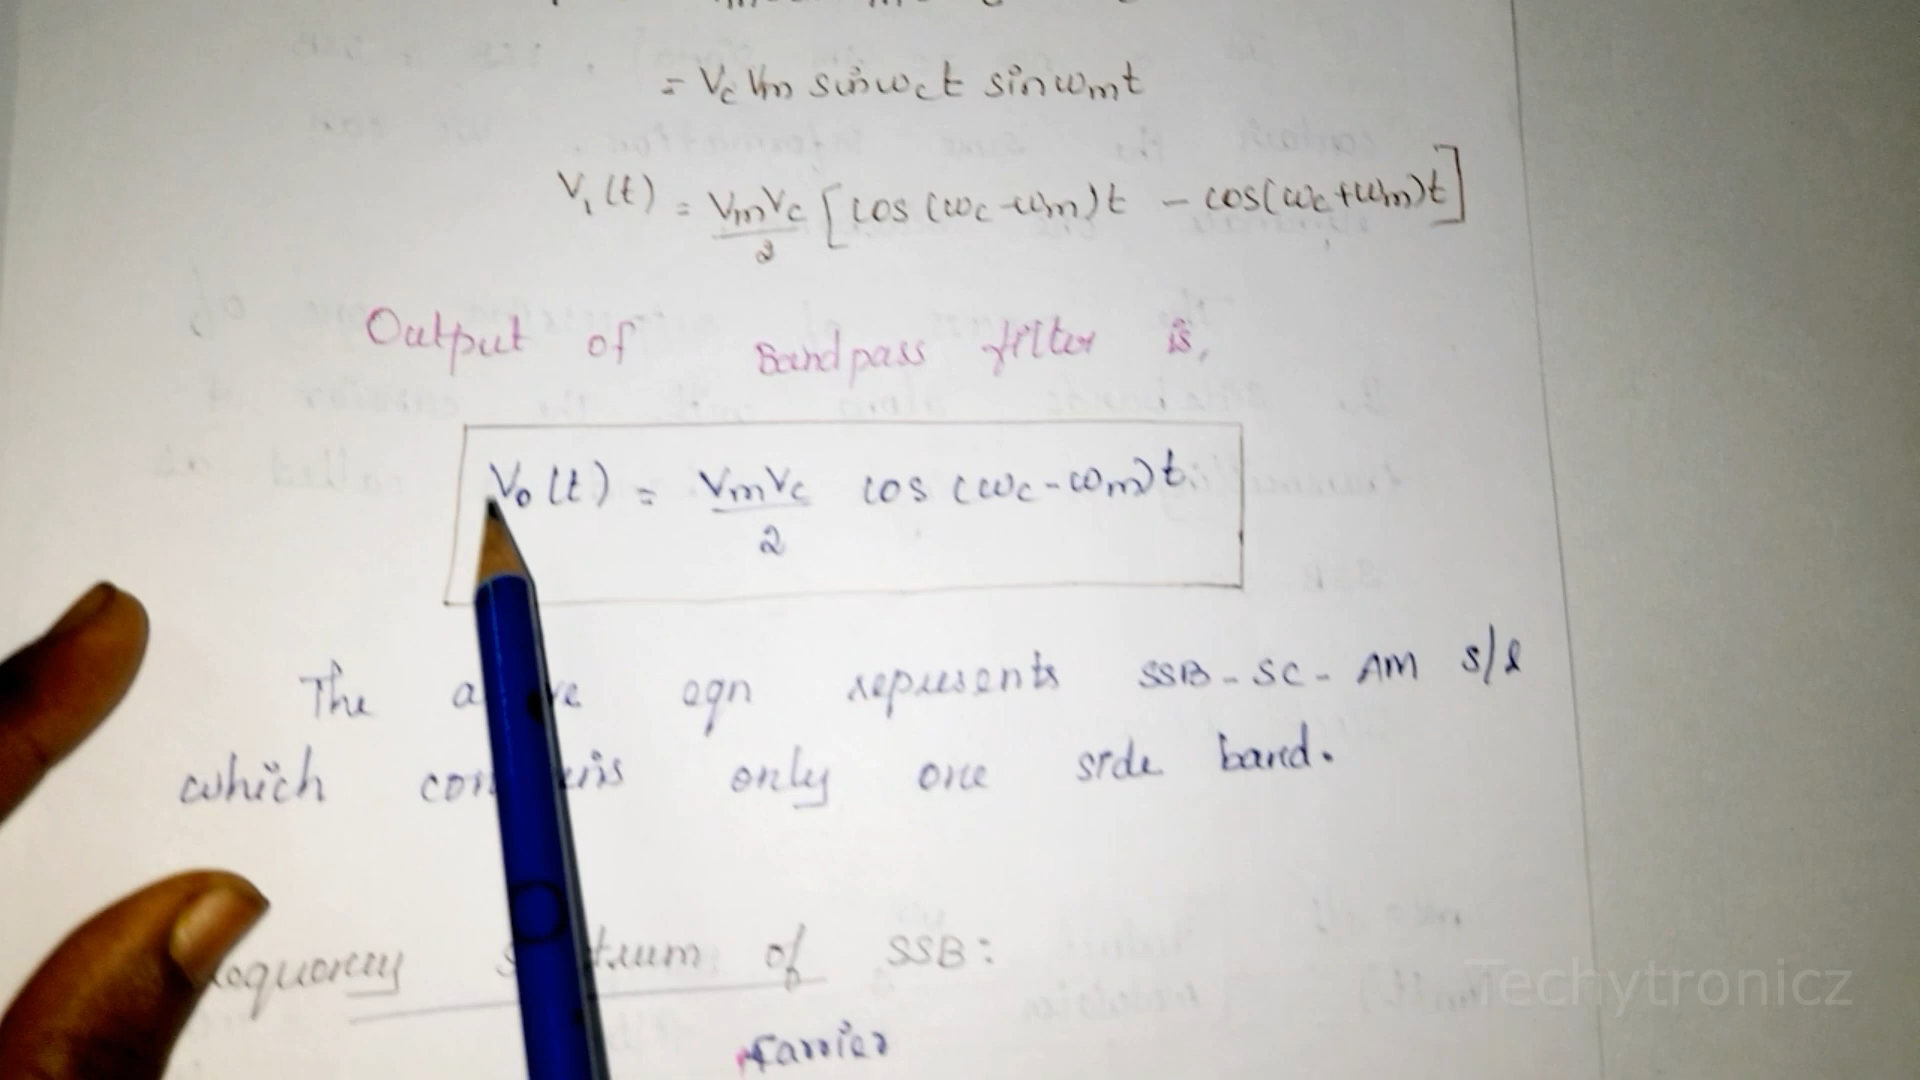 = Vc Vm sinωct sinωmt
V1(t) = VmVc/2 [cos (ωc-ωm)t - cos(ωc+ωm)t]
Output of Bandpass filter is,
Vo(t) = VmVc/2 cos (ωc-ωm)t.
The above eqn represents SSB-SC-AM s/l
which only one side band.
of SSB:
Carrier
Techytronicz